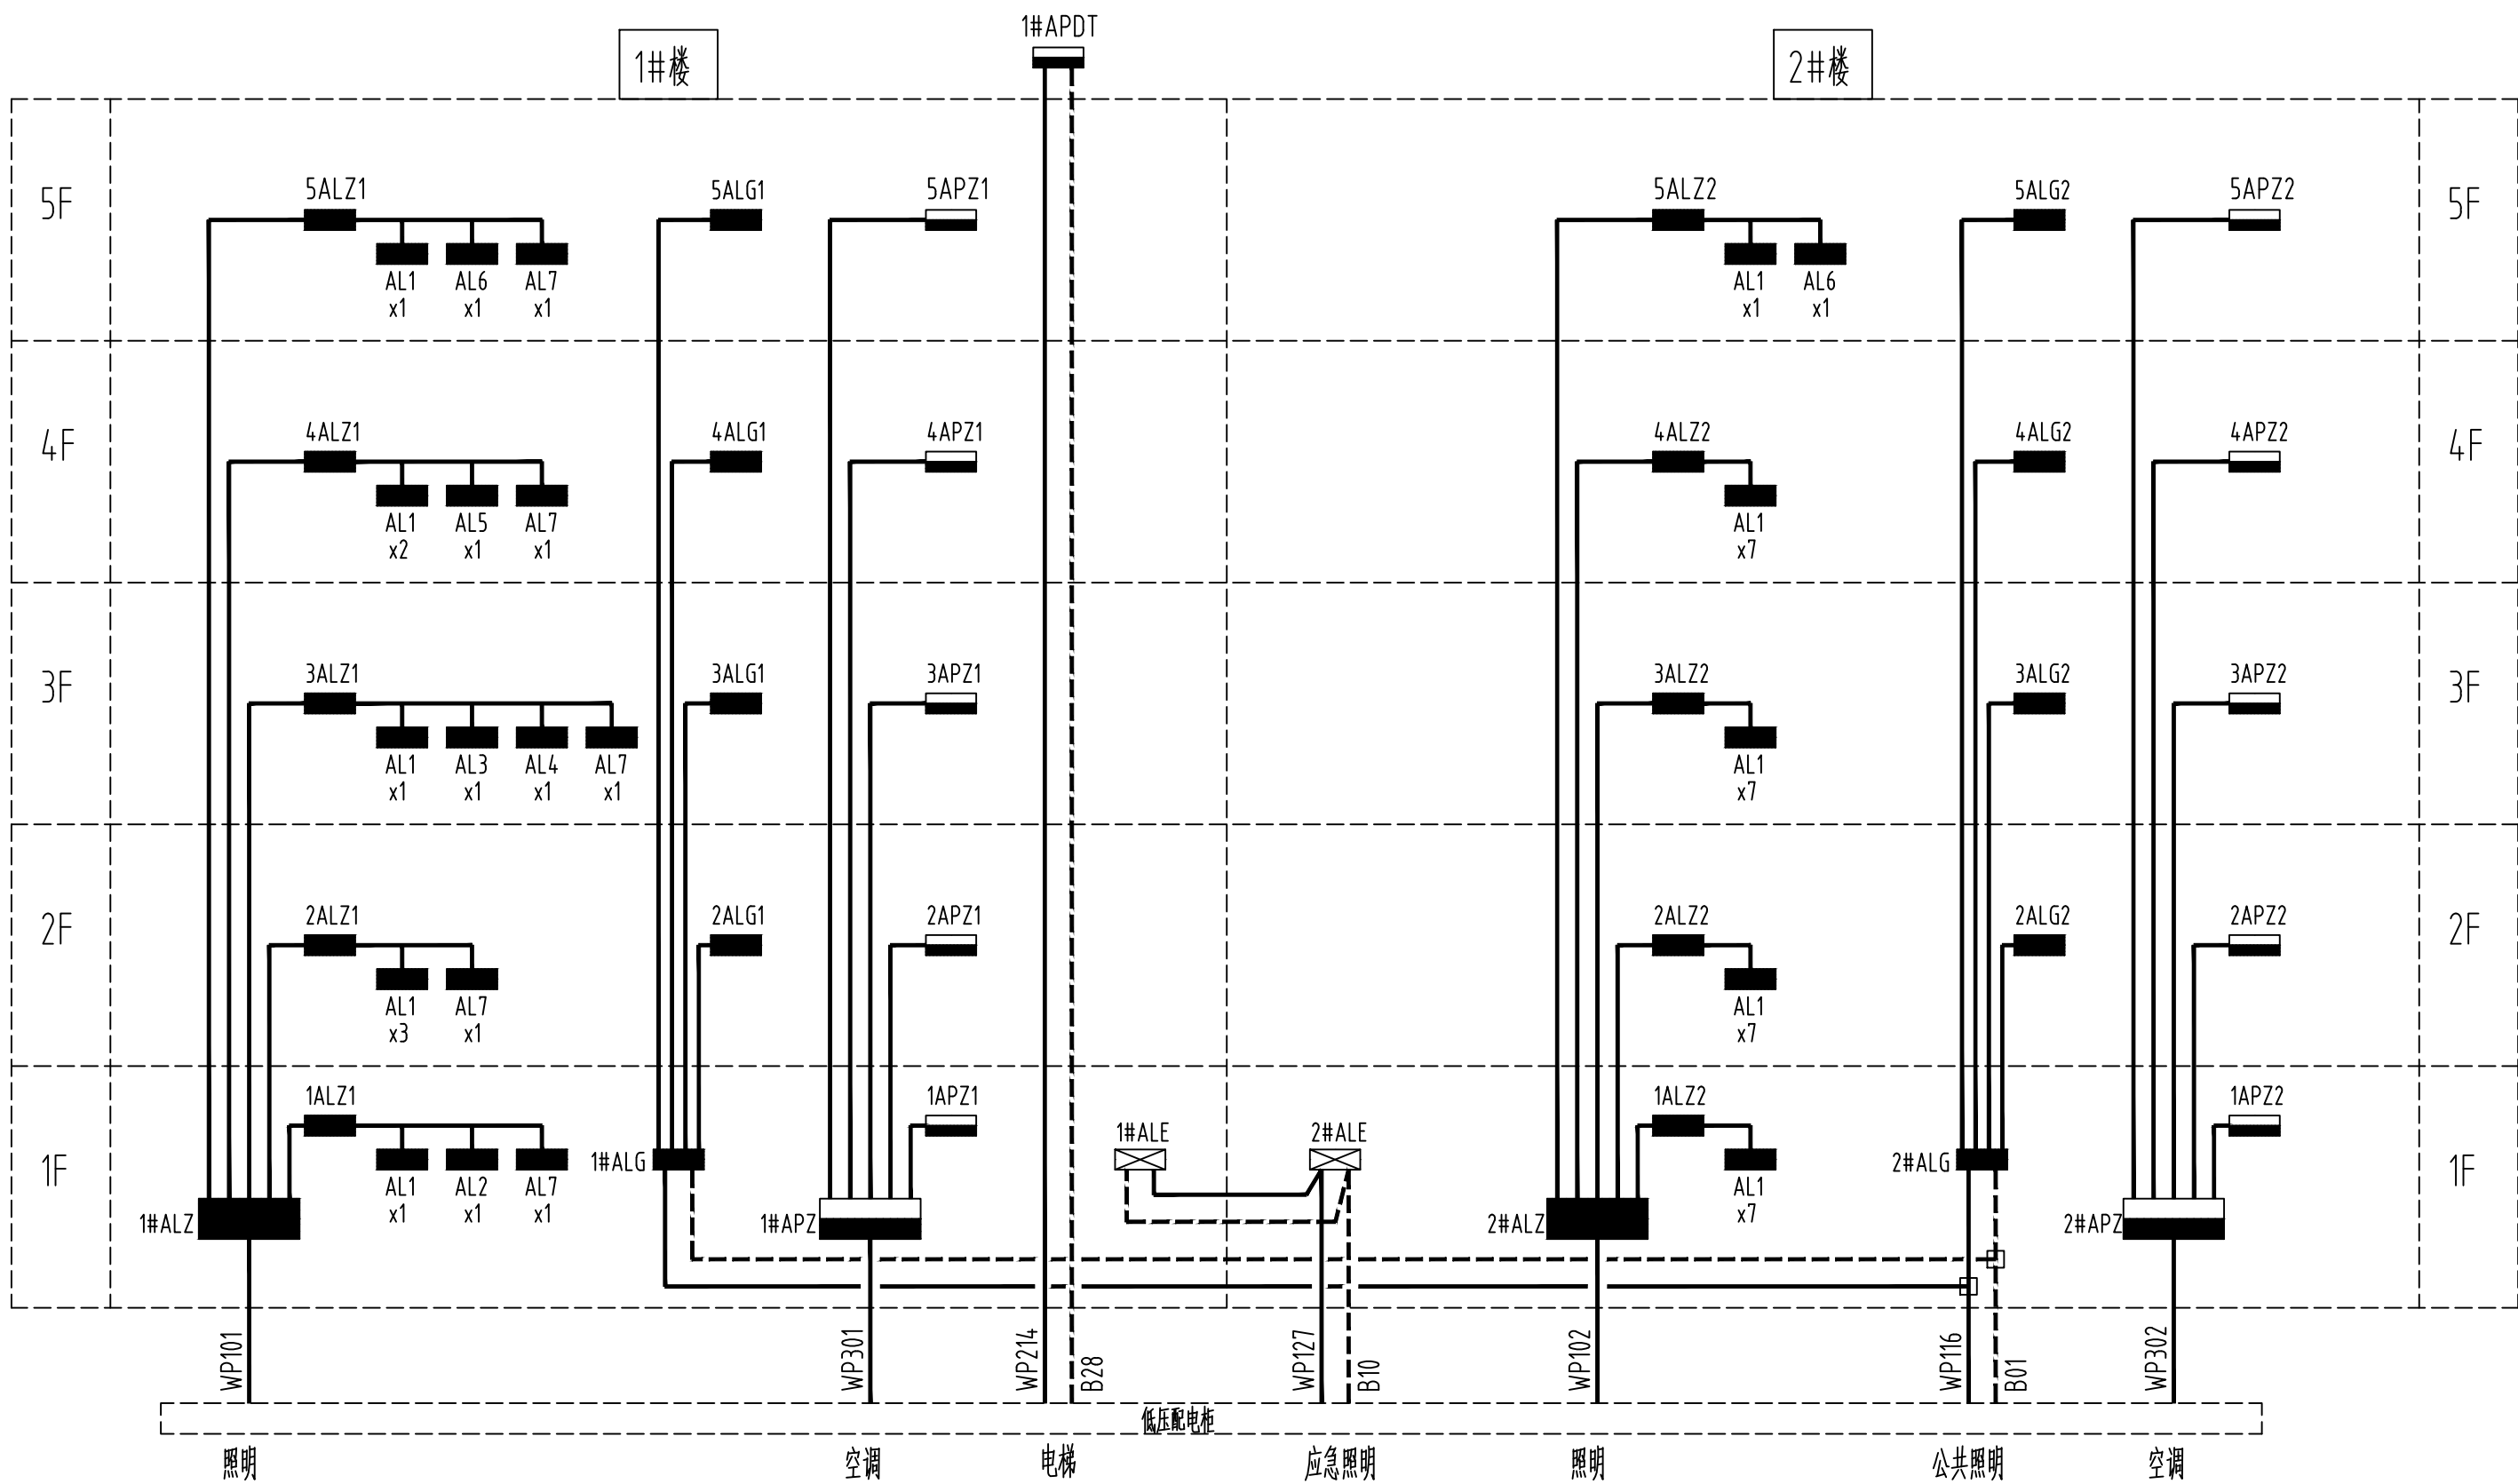 1#APDT
1#楼
2#楼
5F
5ALZ1
5ALG1
5APZ1
5ALZ2
5ALG2
5APZ2
5F
AL1
x1
AL6
x1
AL7
x1
AL1
x1
AL6
x1
4F
4ALZ1
4ALG1
4APZ1
4ALZ2
4ALG2
4APZ2
4F
AL1
x2
AL5
x1
AL7
x1
AL1
x7
3F
3ALZ1
3ALG1
3APZ1
3ALZ2
3ALG2
3APZ2
3F
AL1
x1
AL3
x1
AL4
x1
AL7
x1
AL1
x7
2F
2ALZ1
2ALG1
2APZ1
2ALZ2
2ALG2
2APZ2
2F
AL1
x3
AL7
x1
AL1
x7
1F
1ALZ1
1APZ1
1#ALE
2#ALE
1ALZ2
1APZ2
1F
1#ALG
2#ALG
AL1
x1
AL2
x1
AL7
x1
AL1
x7
1#ALZ
1#APZ
2#ALZ
2#APZ
WP101
WP301
WP214
B28
WP127
B10
WP102
WP116
B01
WP302
低压配电柜
照明
空调
电梯
应急照明
照明
公共照明
空调